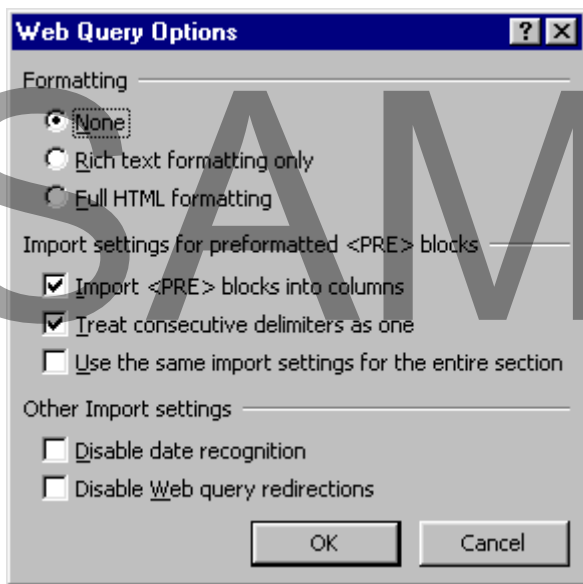 Web Query Options
Formatting
None
Rich text formatting only
Full HTML formatting
Import settings for preformatted <PRE> blocks
Import <PRE> blocks into columns
Treat consecutive delimiters as one
Use the same import settings for the entire section
Other Import settings
Disable date recognition
Disable Web query redirections
OK Cancel
SAM